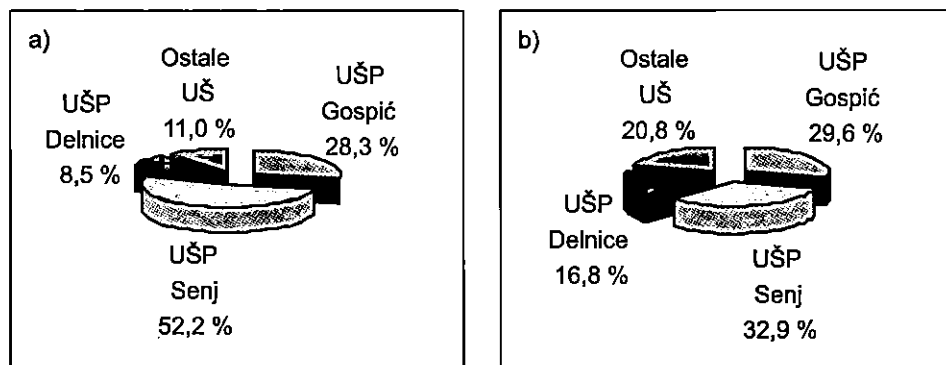 a)
Ostale
UŠ
11,0 %
UŠP
Gospić
28,3 %
UŠP
Delnice
8,5 %
UŠP
Senj
52,2 %
b)
Ostale
UŠ
20,8 %
UŠP
Gospić
29,6 %
UŠP
Delnice
16,8 %
UŠP
Senj
32,9 %